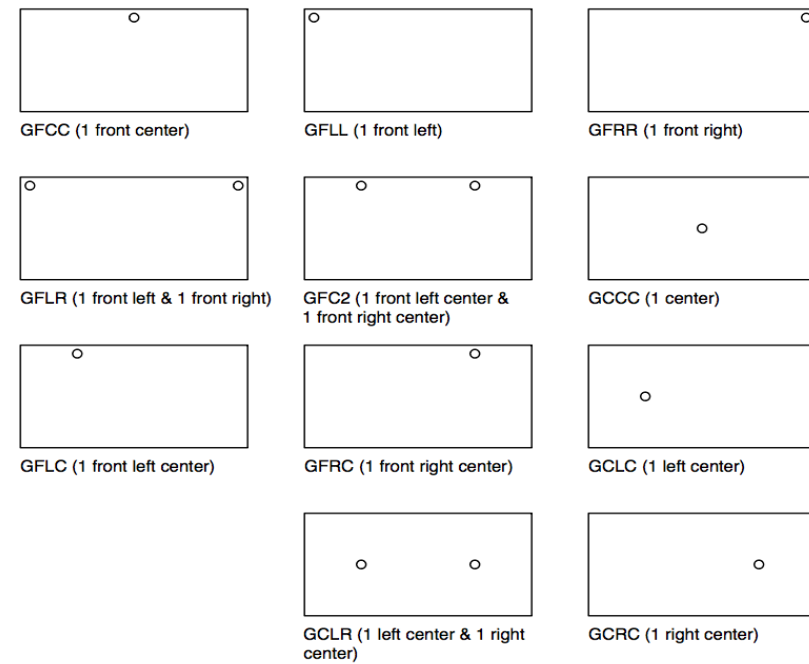 GFCC (1 front center)
GFLL (1 front left)
GFRR (1 front right)
GFLR (1 front left & 1 front right)
GFC2 (1 front left center &
1 front right center)
GCCC (1 center)
GFLC (1 front left center)
GFRC (1 front right center)
GCLC (1 left center)
GCLR (1 left center & 1 right
center)
GCRC (1 right center)